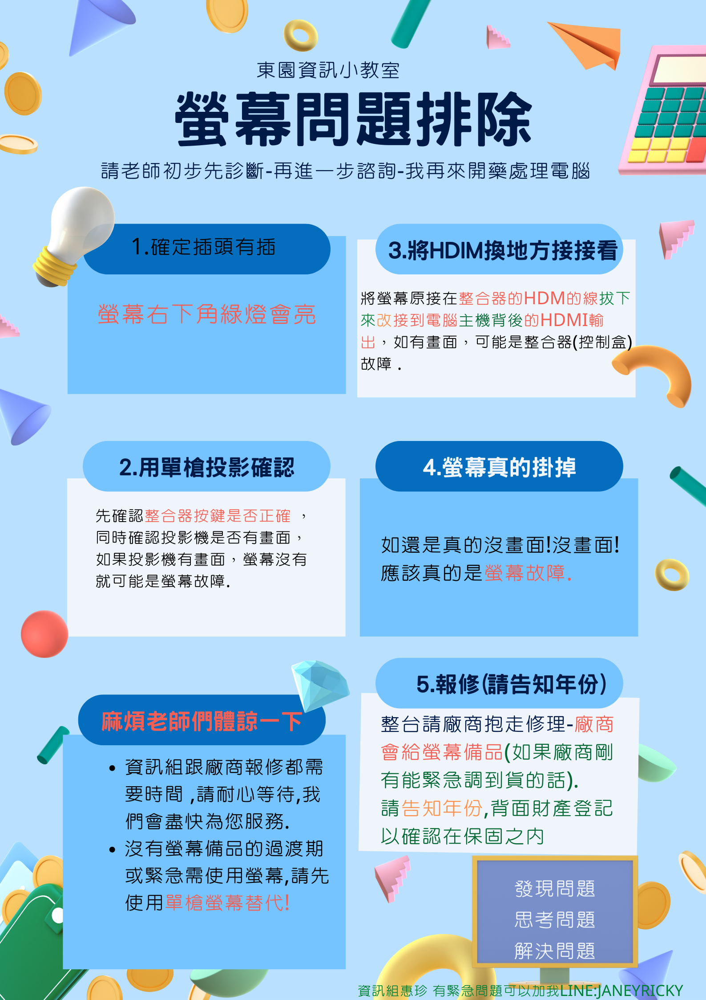 東園資訊小教室
螢幕問題排除
請老師初步先診斷-再進一步諮詢-我再來開藥處理電腦
1.確定插頭有插
螢幕右下角綠燈會亮
2.用單槍投影確認
先確認整合器按鍵是否正確，
同時確認投影機是否有畫面，
如果投影機有畫面，螢幕沒有
就可能是螢幕故障.
3.將HDIM換地方接接看
將螢幕原接在整合器的HDM的線拔下
來改接到電腦主機背後的HDMI輸
出，如有畫面，可能是整合器(控制盒)
故障．
4.螢幕真的掛掉
如還是真的沒畫面!沒畫面!
應該真的是螢幕故障.
5.報修(請告知年份)
整台請廠商抱走修理-廠商
會給螢幕備品(如果廠商剛
有能緊急調到貨的話).
請告知年份,背面財產登記
以確認在保固之內
麻煩老師們體諒一下
• 資訊組跟廠商報修都需
要時間 ,請耐心等待,我
們會盡快為您服務.
• 沒有螢幕備品的過渡期
或緊急需使用螢幕,請先
使用單槍螢幕替代!
發現問題
思考問題
解決問題
資訊組惠珍 有緊急問題可以加我LINE:JANEYRICKY